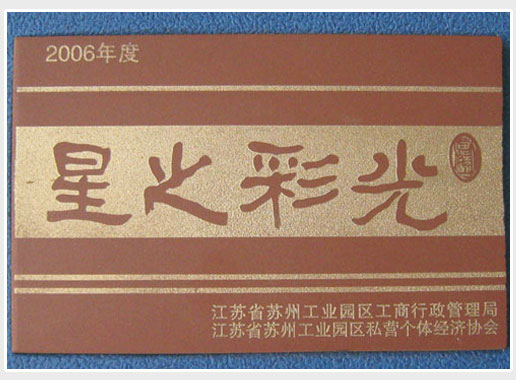 2006年度
星之彩光
江苏省苏州工业园区工商行政管理局
江苏省苏州工业园区私营个体经济协会